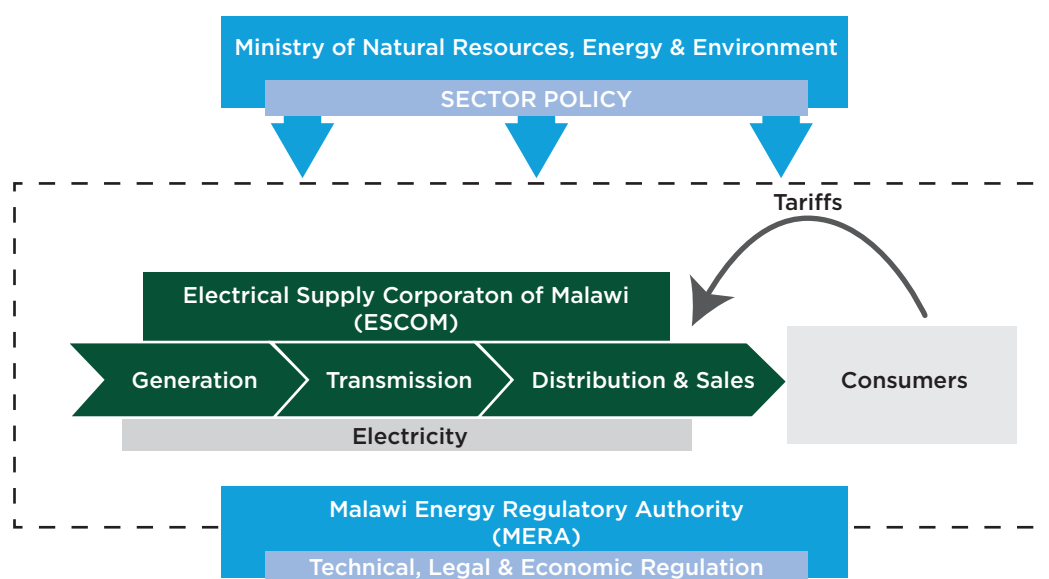 Ministry of Natural Resources, Energy & Environment
SECTOR POLICY
Tariffs
Electrical Supply Corporaton of Malawi
(ESCOM)
Generation
Transmission
Distribution & Sales
Consumers
Electricity
Malawi Energy Regulatory Authority
(MERA)
Technical, Legal & Economic Regulation